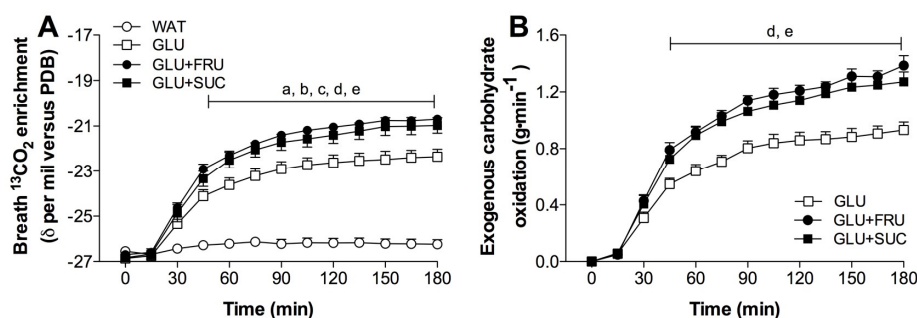 A
WAT
GLU
GLU+FRU
GLU+SUC
a, b, c, d, e
Breath ¹³CO₂ enrichment
(δ per mil versus PDB)
-15
-17
-19
-21
-23
-25
-27
0 30 60 90 120 150 180
Time (min)
B
d, e
Exogenous carbohydrate
oxidation (g·min⁻¹)
1.6
1.2
0.8
0.4
0.0
GLU
GLU+FRU
GLU+SUC
0 30 60 90 120 150 180
Time (min)